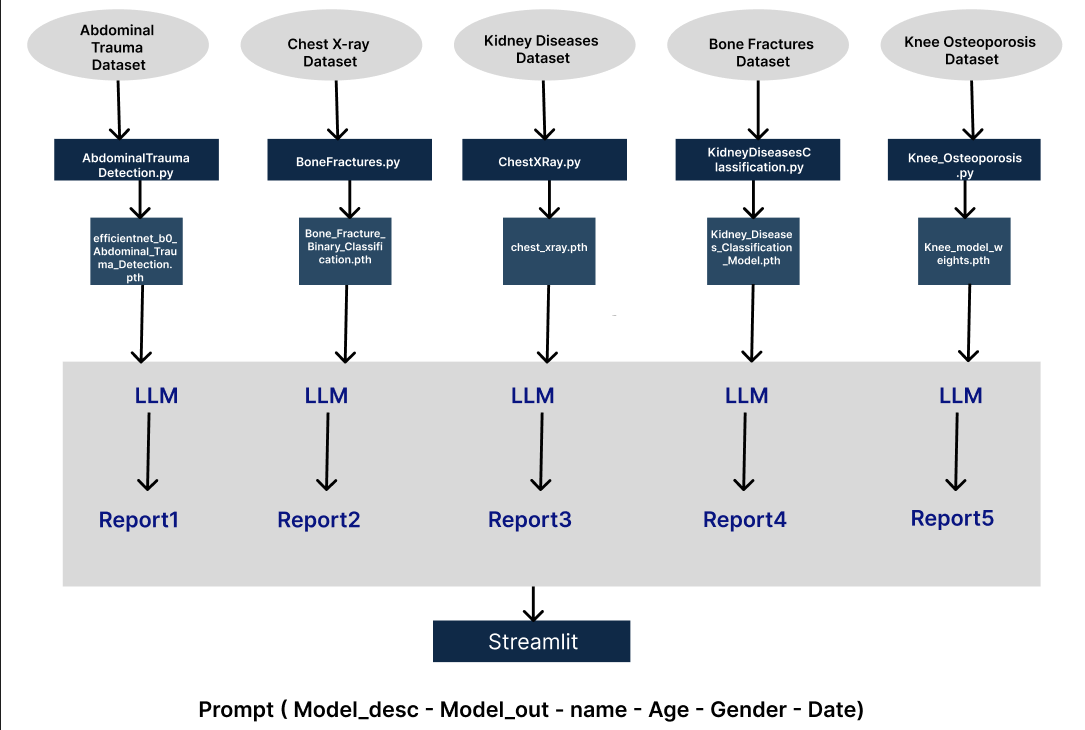 Abdominal
Trauma
Dataset
Chest X-ray
Dataset
Kidney Diseases
Dataset
Bone Fractures
Dataset
Knee Osteoporosis
Dataset
AbdominalTrauma
Detection.py
BoneFractures.py
ChestXRay.py
KidneyDiseasesC
lassification.py
Knee_Osteoporosis
.py
efficientnet_b0_
Abdominal_Trau
ma_Detection.
pth
Bone_Fracture_
Binary_Classifi
cation.pth
chest_xray.pth
Kidney_Disease
s_Classification
_Model.pth
Knee_model_w
eights.pth
LLM
LLM
LLM
LLM
LLM
Report1
Report2
Report3
Report4
Report5
Streamlit
Prompt ( Model_desc - Model_out - name - Age - Gender - Date)